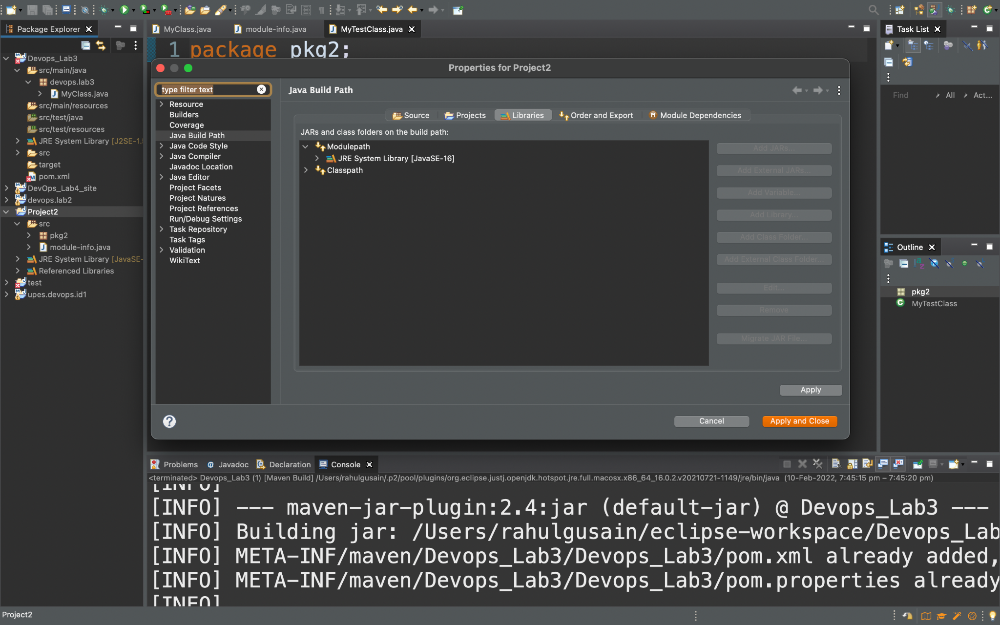 Package Explorer
MyClass.java
module-info.java
MyTestClass.java
Task List
1 package pkg2;
Devops_Lab3
src/main/java
devops.lab3
MyClass.java
src/main/resources
src/test/java
src/test/resources
JRE System Library [J2SE-1.5
src
target
pom.xml
DevOps_Lab4_site
devops.lab2
Project2
src
pkg2
module-info.java
JRE System Library [JavaSE-
Referenced Libraries
test
upes.devops.id1
Properties for Project2
type filter text
Resource
Builders
Coverage
Java Build Path
Java Code Style
Java Compiler
Javadoc Location
Java Editor
Project Facets
Project Natures
Project References
Run/Debug Settings
Task Repository
Task Tags
Validation
WikiText
Java Build Path
Source
Projects
Libraries
Order and Export
Module Dependencies
JARs and class folders on the build path:
Modulepath
JRE System Library [JavaSE-16]
Classpath
Add JARs...
Add External JARs...
Add Variable...
Add Library...
Add Class Folder...
Add External Class Folder...
Edit...
Remove
Migrate JAR File...
Apply
Cancel
Apply and Close
Find
All
Act...
Outline
pkg2
MyTestClass
Problems
Javadoc
Declaration
Console
<terminated> Devops_Lab3 (1) [Maven Build] /Users/rahulgusain/.p2/pool/plugins/org.eclipse.justj.openjdk.hotspot.jre.full.macosx.x86_64_16.0.2.v20210721-1149/jre/bin/java (10-Feb-2022, 7:45:15 pm – 7:45:20 pm)
[INFO]
[INFO] --- maven-jar-plugin:2.4:jar (default-jar) @ Devops_Lab3 ---
[INFO] Building jar: /Users/rahulgusain/eclipse-workspace/Devops_Lab
[INFO] META-INF/maven/Devops_Lab3/Devops_Lab3/pom.xml already added,
[INFO] META-INF/maven/Devops_Lab3/Devops_Lab3/pom.properties already
[INFO]
Project2